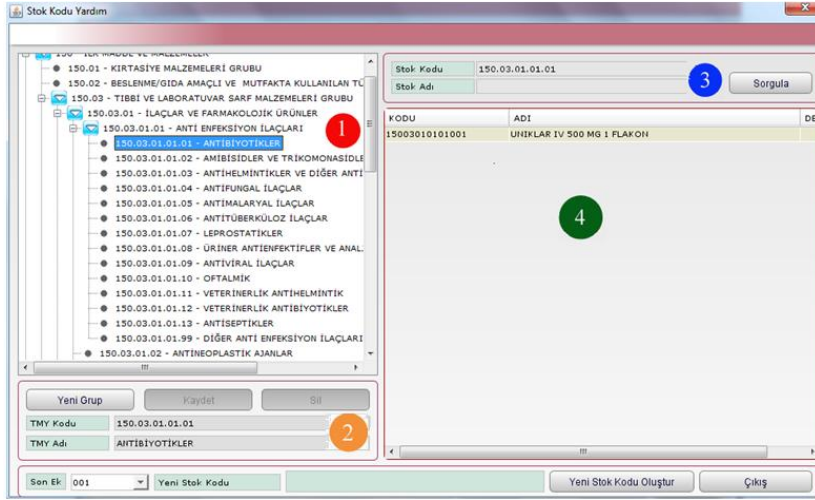 Stok Kodu Yardım
150 - İLK MADDE VE MALZEMELER
150.01 - KIRTASİYE MALZEMELERİ GRUBU
150.02 - BESLENME/GIDA AMAÇLI VE MUTFAKTA KULLANILAN TÜ
150.03 - TIBBİ VE LABORATUVAR SARF MALZEMELERİ GRUBU
150.03.01 - İLAÇLAR VE FARMAKOLOJİK ÜRÜNLER
150.03.01.01 - ANTİ ENFEKSİYON İLAÇLARI
1
150.03.01.01.01 - ANTİBİYOTİKLER
150.03.01.01.02 - AMİBİSİDLER VE TRİKOMONASİDLE
150.03.01.01.03 - ANTİHELMİNTİKLER VE DİĞER ANTİ
150.03.01.01.04 - ANTİFUNGAL İLAÇLAR
150.03.01.01.05 - ANTİMALARYAL İLAÇLAR
150.03.01.01.06 - ANTİTÜBERKÜLOZ İLAÇLAR
150.03.01.01.07 - LEPROSTATİKLER
150.03.01.01.08 - ÜRİNER ANTİENFEKTİFLER VE ANAL.
150.03.01.01.09 - ANTİVİRAL İLAÇLAR
150.03.01.01.10 - OFTALMİK
150.03.01.01.11 - VETERİNERLİK ANTİHELMİNTİK
150.03.01.01.12 - VETERİNERLİK ANTİBİYOTİKLER
150.03.01.01.13 - ANTİSEPTİKLER
150.03.01.01.99 - DİĞER ANTİ ENFEKSİYON İLAÇLARI
150.03.01.02 - ANTİNEOPLASTİK AJANLAR
Yeni Grup Kaydet Sil
TMY Kodu 150.03.01.01.01
TMY Adı ANTİBİYOTİKLER
2
Stok Kodu 150.03.01.01.01
Stok Adı
3
Sorgula
KODU ADI DE
15003010101001 UNIKLAR IV 500 MG 1 FLAKON
4
Son Ek 001 Yeni Stok Kodu Yeni Stok Kodu Oluştur Çıkış